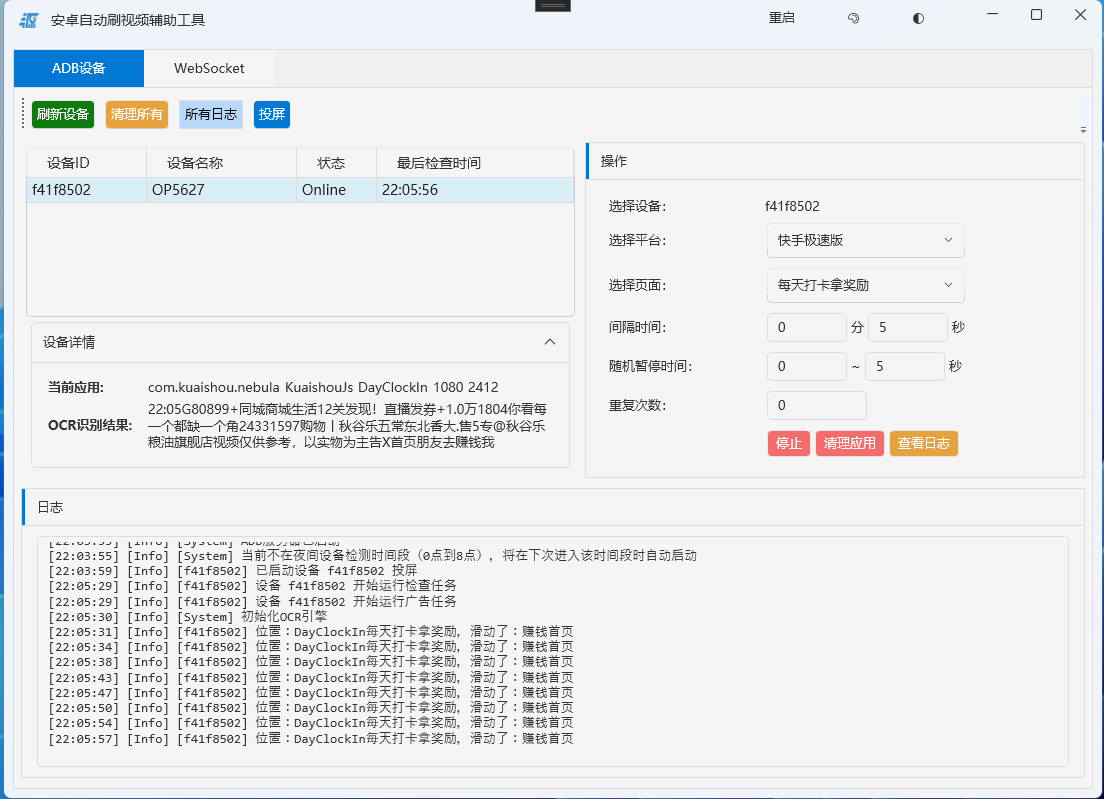 安卓自动刷视频辅助工具
重启
ADB设备 WebSocket
刷新设备 清理所有 所有日志 投屏
设备ID 设备名称 状态 最后检查时间
f41f8502 OP5627 Online 22:05:56
设备详情
当前应用: com.kuaishou.nebula KuaishouJs DayClockIn 1080 2412
OCR识别结果: 22:05G80899+同城商城生活12关发现！直播发券+1.0万1804你看每
一个都缺一个角24331597购物丨秋谷乐五常东北番大.售5专@秋谷乐
粮油旗舰店视频仅供参考，以实物为主告X首页朋友去赚钱我
操作
选择设备: f41f8502
选择平台: 快手极速版
选择页面: 每天打卡拿奖励
间隔时间: 0 分 5 秒
随机暂停时间: 0 ~ 5 秒
重复次数: 0
停止 清理应用 查看日志
日志
[22:03:55] [Info] [System] ADB服务器已启动
[22:03:55] [Info] [System] 当前不在夜间设备检测时间段（0点到8点），将在下次进入该时间段时自动启动
[22:03:59] [Info] [f41f8502] 已启动设备 f41f8502 投屏
[22:05:29] [Info] [f41f8502] 设备 f41f8502 开始运行检查任务
[22:05:29] [Info] [f41f8502] 设备 f41f8502 开始运行广告任务
[22:05:30] [Info] [System] 初始化OCR引擎
[22:05:31] [Info] [f41f8502] 位置：DayClockIn每天打卡拿奖励，滑动了：赚钱首页
[22:05:34] [Info] [f41f8502] 位置：DayClockIn每天打卡拿奖励，滑动了：赚钱首页
[22:05:38] [Info] [f41f8502] 位置：DayClockIn每天打卡拿奖励，滑动了：赚钱首页
[22:05:43] [Info] [f41f8502] 位置：DayClockIn每天打卡拿奖励，滑动了：赚钱首页
[22:05:47] [Info] [f41f8502] 位置：DayClockIn每天打卡拿奖励，滑动了：赚钱首页
[22:05:50] [Info] [f41f8502] 位置：DayClockIn每天打卡拿奖励，滑动了：赚钱首页
[22:05:54] [Info] [f41f8502] 位置：DayClockIn每天打卡拿奖励，滑动了：赚钱首页
[22:05:57] [Info] [f41f8502] 位置：DayClockIn每天打卡拿奖励，滑动了：赚钱首页